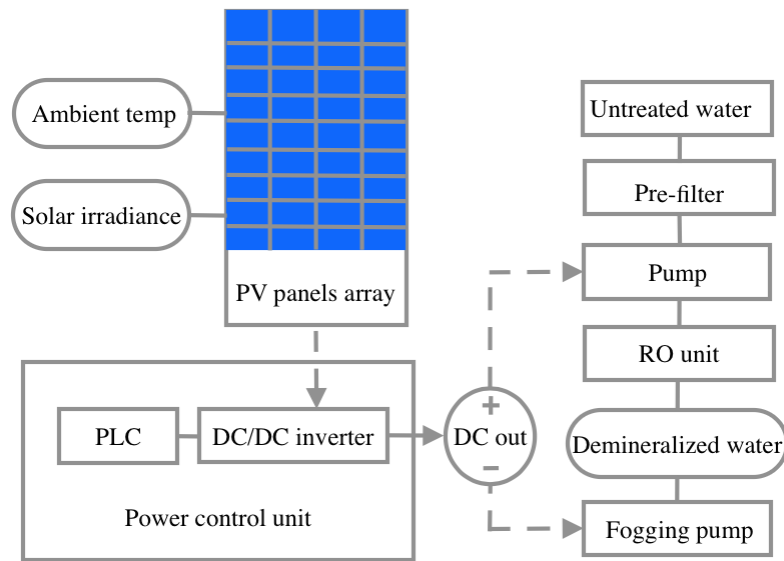 Ambient temp
Solar irradiance
PV panels array
PLC
DC/DC inverter
Power control unit
+
DC out
−
Untreated water
Pre-filter
Pump
RO unit
Demineralized water
Fogging pump